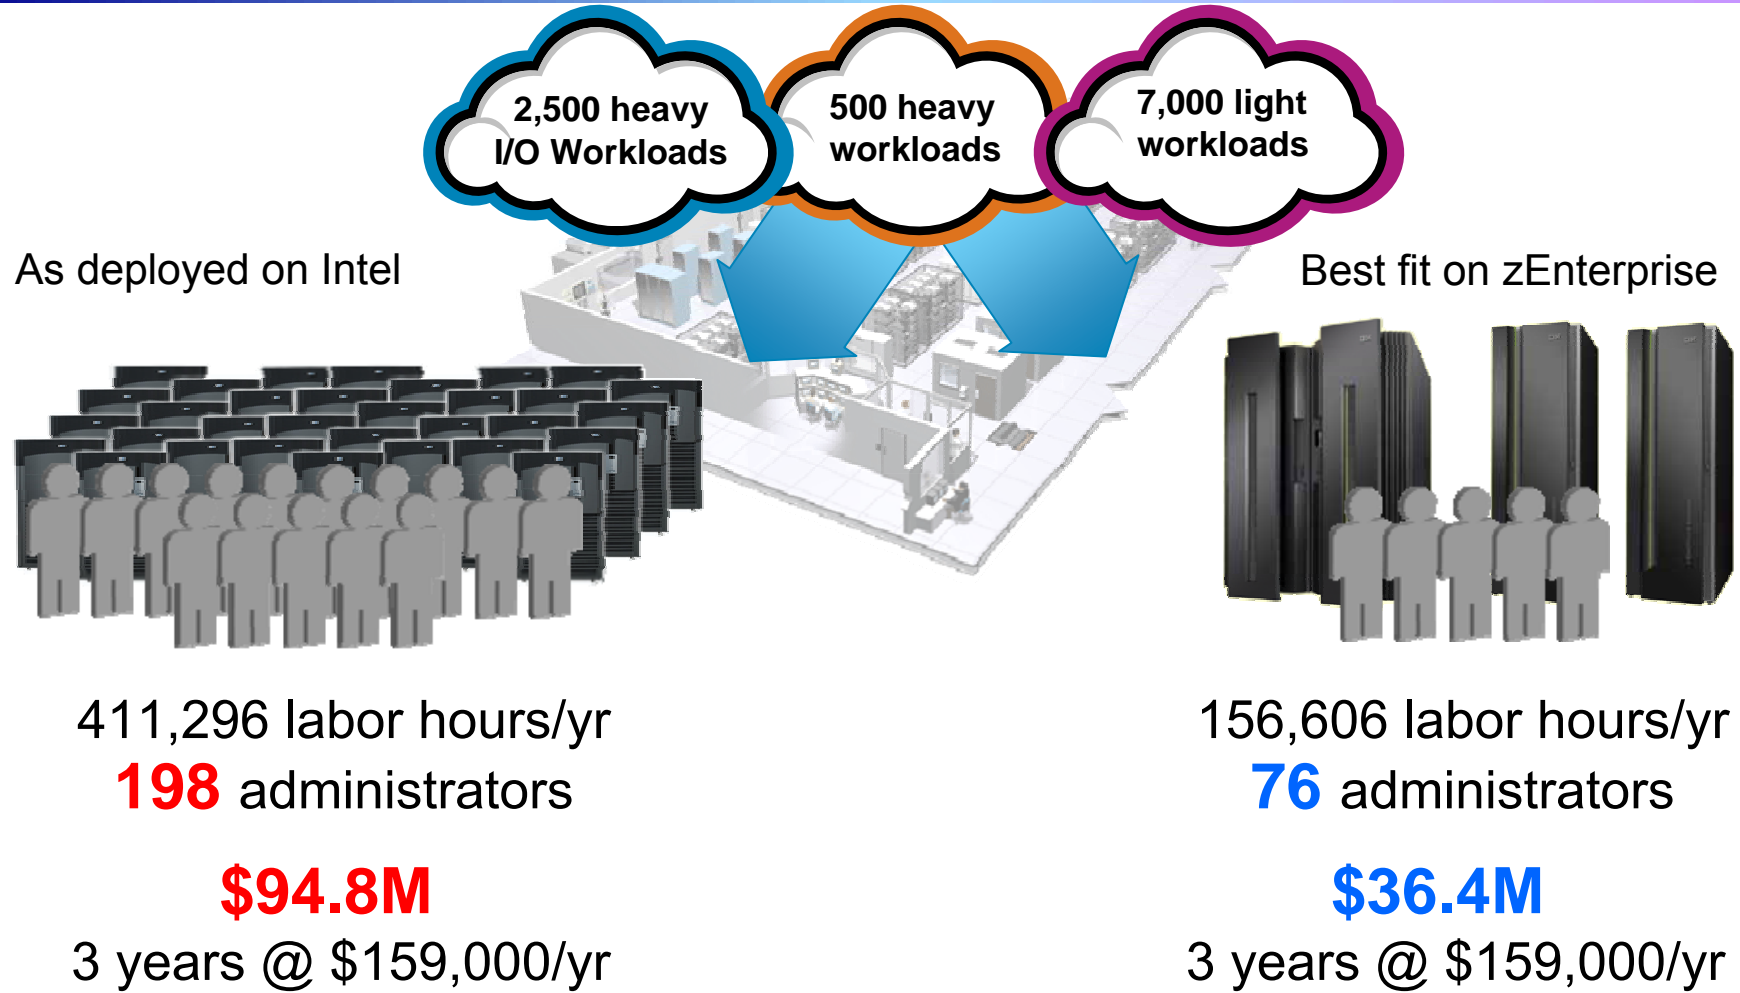 2,500 heavy
I/O Workloads
500 heavy
workloads
7,000 light
workloads
As deployed on Intel
Best fit on zEnterprise
411,296 labor hours/yr
198 administrators
$94.8M
3 years @ $159,000/yr
156,606 labor hours/yr
76 administrators
$36.4M
3 years @ $159,000/yr